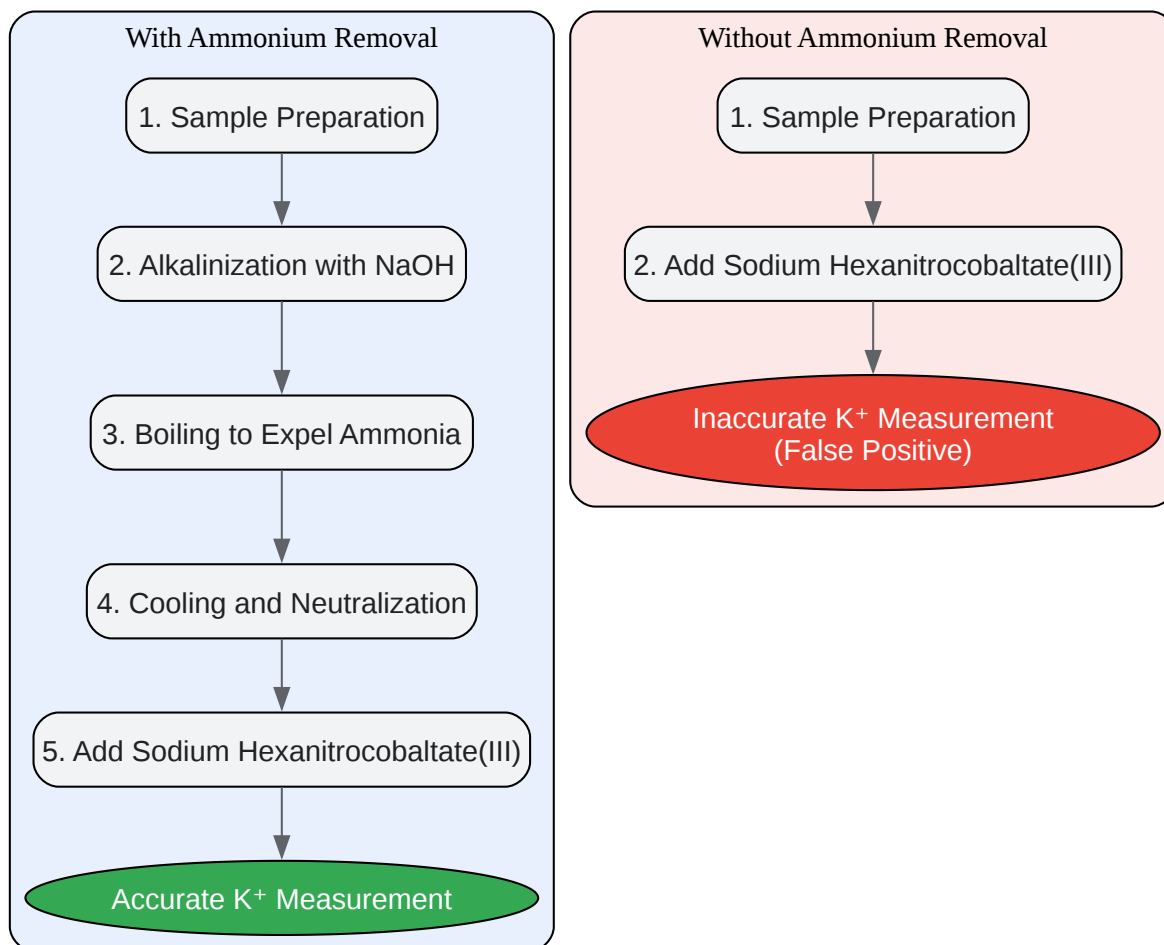 With Ammonium Removal
1. Sample Preparation
2. Alkalinization with NaOH
3. Boiling to Expel Ammonia
4. Cooling and Neutralization
5. Add Sodium Hexanitrocobaltate(III)
Accurate K⁺ Measurement
Without Ammonium Removal
1. Sample Preparation
2. Add Sodium Hexanitrocobaltate(III)
Inaccurate K⁺ Measurement
(False Positive)